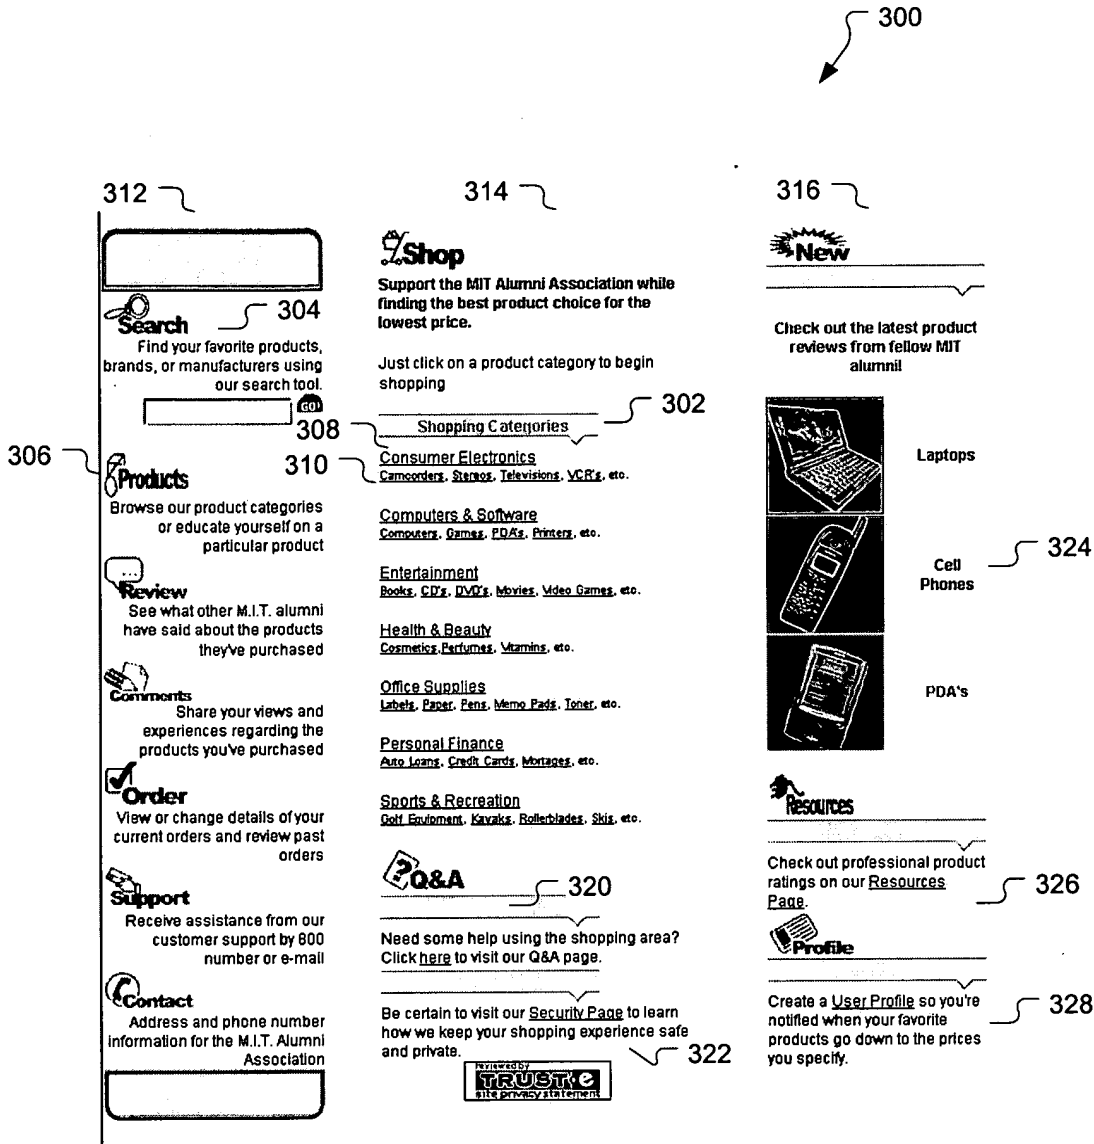 300
312
314
316
Search
304
Find your favorite products,
brands, or manufacturers using
our search tool.
GO!
306
Products
Browse our product categories
or educate yourself on a
particular product
...
Review
See what other M.I.T. alumni
have said about the products
they've purchased
Comments
Share your views and
experiences regarding the
products you've purchased
Order
View or change details of your
current orders and review past
orders
Support
Receive assistance from our
customer support by 800
number or e-mail
Contact
Address and phone number
information for the M.I.T. Alumni
Association
Shop
Support the MIT Alumni Association while
finding the best product choice for the
lowest price.
Just click on a product category to begin
shopping
302
Shopping Categories
308
Consumer Electronics
310
Camcorders, Stereos, Televisions, VCR's, etc.
Computers & Software
Computers, Games, PDA's, Printers, etc.
Entertainment
Books, CD's, DVD's, Movies, Video Games, etc.
Health & Beauty
Cosmetics,Perfumes, Vitamins, etc.
Office Supplies
Labels, Paper, Pens, Memo Pads, Toner, etc.
Personal Finance
Auto Loans, Credit Cards, Mortages, etc.
Sports & Recreation
Golf Equipment, Kayaks, Rollerblades, Skis, etc.
?
Q&A
320
Need some help using the shopping area?
Click here to visit our Q&A page.
Be certain to visit our Security Page to learn
how we keep your shopping experience safe
and private.
322
reviewed by
TRUSTe
site privacy statement
New
Check out the latest product
reviews from fellow MIT
alumni!
Laptops
Cell
Phones
324
PDA's
Resources
Check out professional product
ratings on our Resources
Page.
326
Profile
Create a User Profile so you're
notified when your favorite
products go down to the prices
you specify.
328